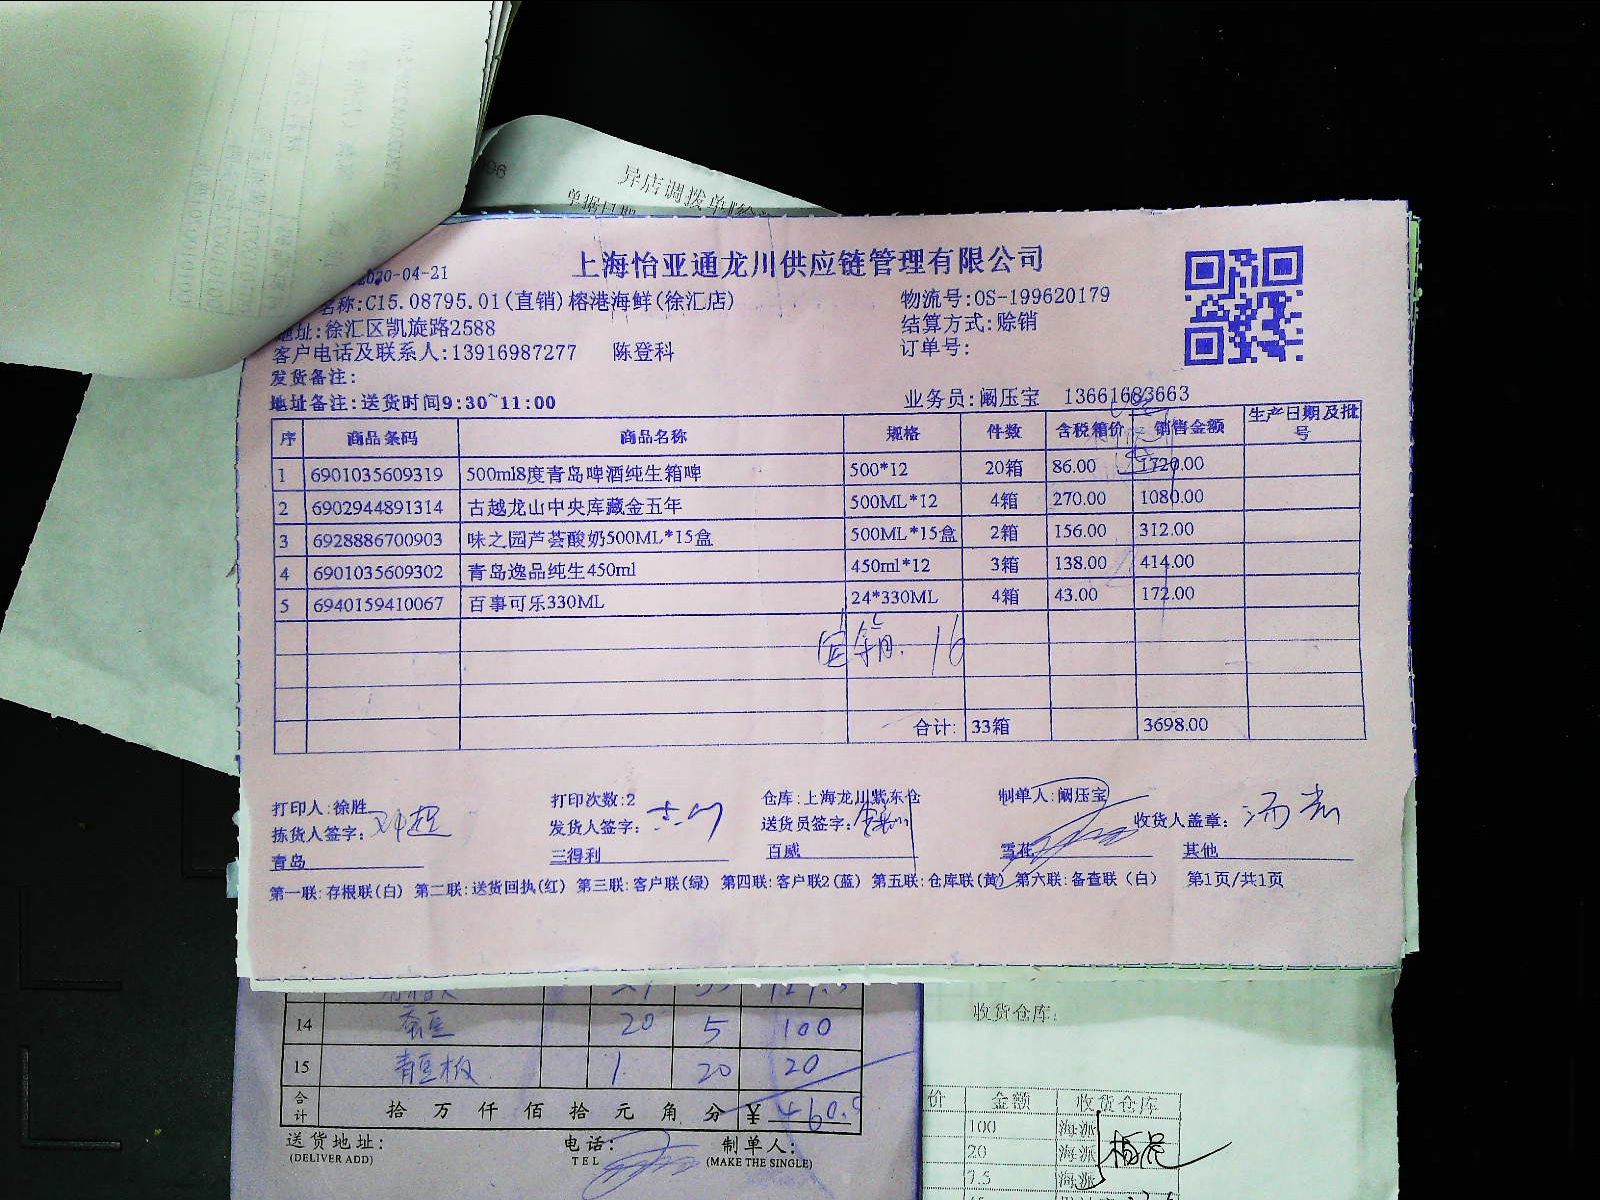 异店调拨单
单据日期
2020-04-21
上海怡亚通龙川供应链管理有限公司
名称:C15.08795.01(直销)榕港海鲜(徐汇店)
物流号:OS-199620179
地址:徐汇区凯旋路2588
结算方式:赊销
客户电话及联系人:13916987277 陈登科
订单号:
发货备注:
地址备注:送货时间9:30~11:00
业务员:阚压宝 13661683663
序 商品条码 商品名称 规格 件数 含税箱价 销售金额 生产日期及批号
1 6901035609319 500ml8度青岛啤酒纯生箱啤 500*12 20箱 86.00 1720.00
2 6902944891314 古越龙山中央库藏金五年 500ML*12 4箱 270.00 1080.00
3 6928886700903 味之园芦荟酸奶500ML*15盒 500ML*15盒 2箱 156.00 312.00
4 6901035609302 青岛逸品纯生450ml 450ml*12 3箱 138.00 414.00
5 6940159410067 百事可乐330ML 24*330ML 4箱 43.00 172.00
16
合计: 33箱 3698.00
打印人:徐胜 打印次数:2 仓库:上海龙川紫东仓 制单人:阚压宝
拣货人签字: 发货人签字: 送货员签字: 收货人盖章:
青岛 三得利 百威 雪花 其他
第一联:存根联(白) 第二联:送货回执(红) 第三联:客户联(绿) 第四联:客户联2(蓝) 第五联:仓库联(黄) 第六联:备查联(白) 第1页/共1页
14 蚕豆 20 5 100
15 青豆板 1 20 20
合计 拾 万 仟 佰 拾 元 角 分 ¥ 460.
送货地址: 电话: 制单人:
(DELIVER ADD) TEL (MAKE THE SINGLE)
收货仓库:
价 金额 收货仓库
100 海派
20 海派
7.5 海派